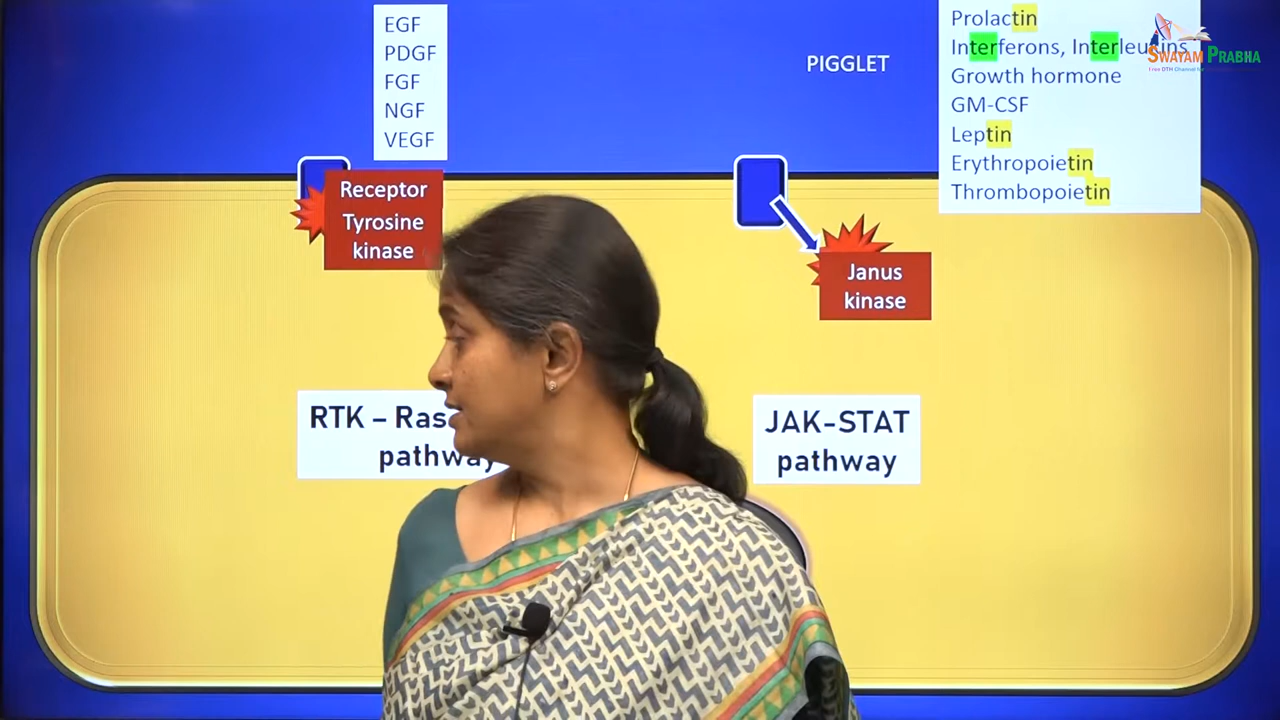 EGF
PDGF
FGF
NGF
VEGF
PIGGLET
Prolactin
Interferons, Interleukins
Growth hormone
GM-CSF
Leptin
Erythropoietin
Thrombopoietin
SWAYAM PRABHA
Receptor
Tyrosine
kinase
Janus
kinase
RTK – Ras
pathway
JAK-STAT
pathway